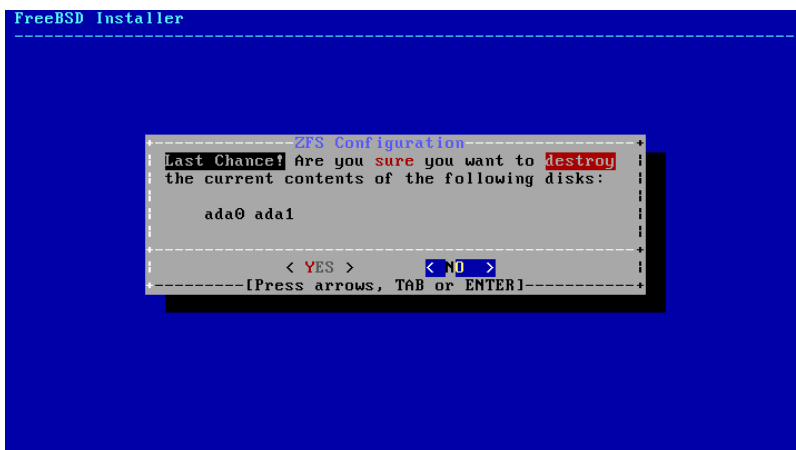 FreeBSD Installer
ZFS Configuration
Last Chance! Are you sure you want to destroy
the current contents of the following disks:
ada0 ada1
< YES > < NO >
[Press arrows, TAB or ENTER]